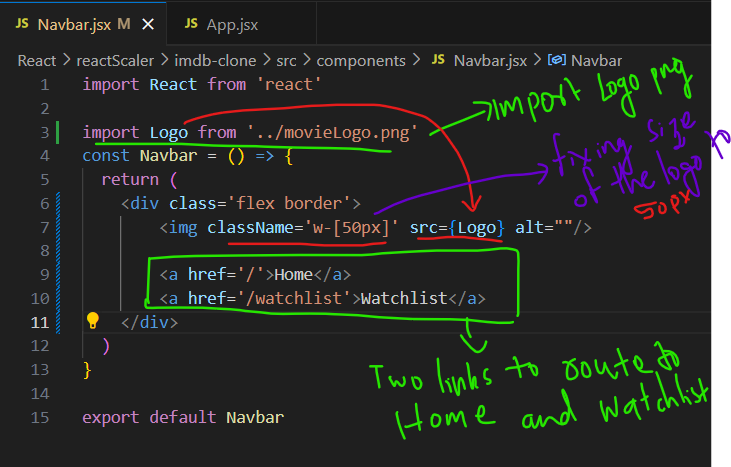 JS Navbar.jsx M × JS App.jsx
React > reactScaler > imdb-clone > src > components > JS Navbar.jsx > Navbar
1 import React from 'react'
2
3 import Logo from '../movieLogo.png'
4 const Navbar = () => {
5 return (
6 <div class='flex border'>
7 <img className='w-[50px]' src={Logo} alt=""/>
8
9 <a href='/'>Home</a>
10 <a href='/watchlist'>Watchlist</a>
11 </div>
12 )
13 }
14
15 export default Navbar
Import Logo png
fixing size
of the logo
50px
Two links to route to
Home and Watchlist